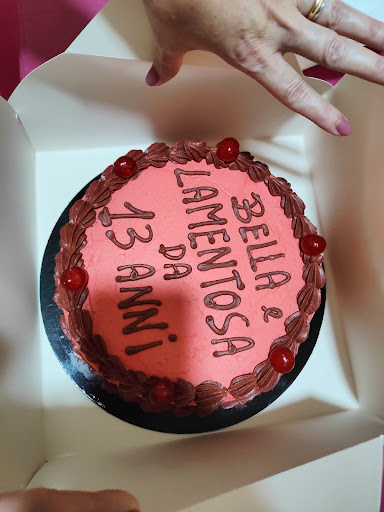 BELLA e
LAMENTOSA
DA
13 ANNi